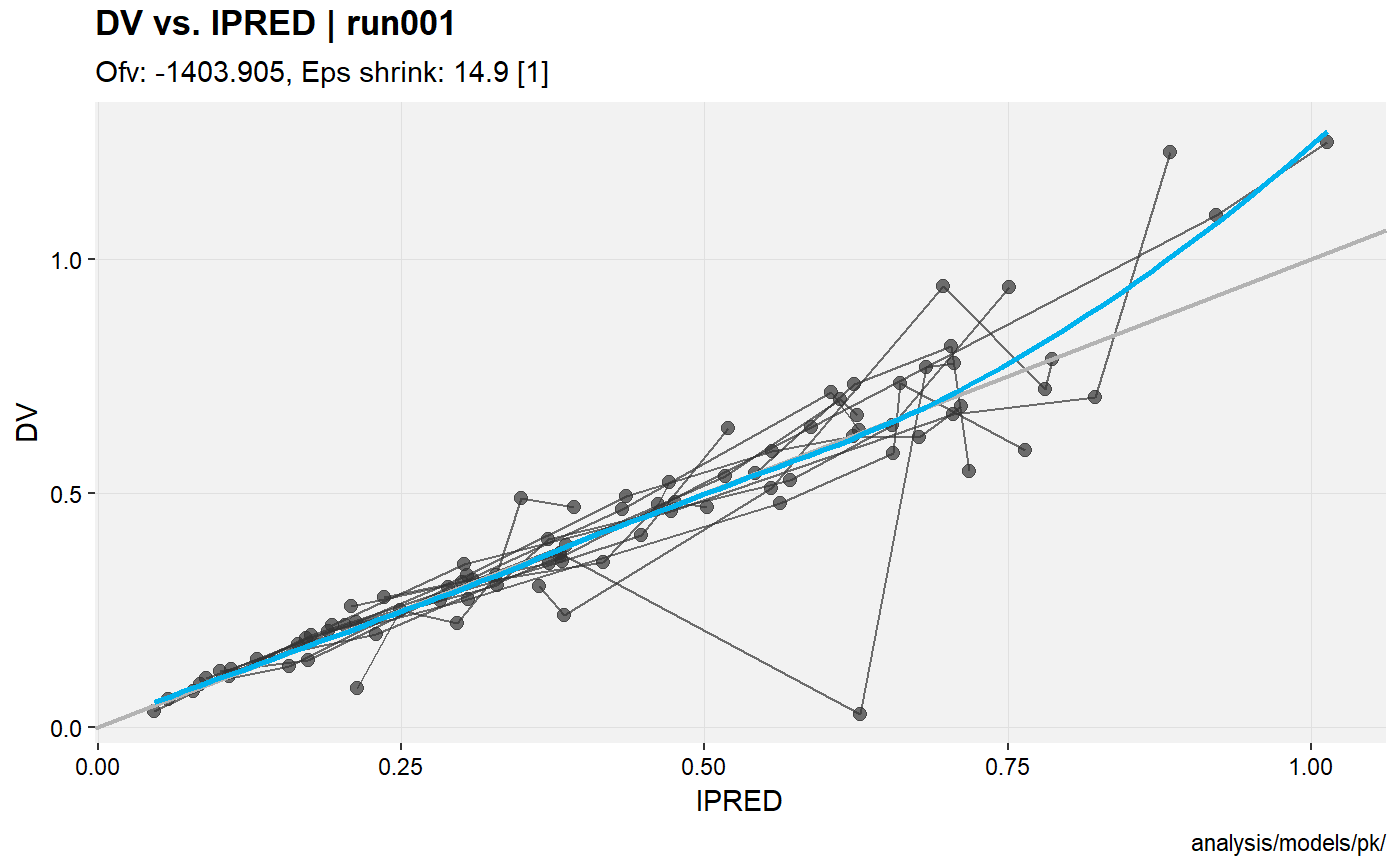 DV vs. IPRED | run001
Ofv: -1403.905, Eps shrink: 14.9 [1]
DV
1.0
0.5
0.0
0.00 0.25 0.50 0.75 1.00
IPRED
analysis/models/pk/